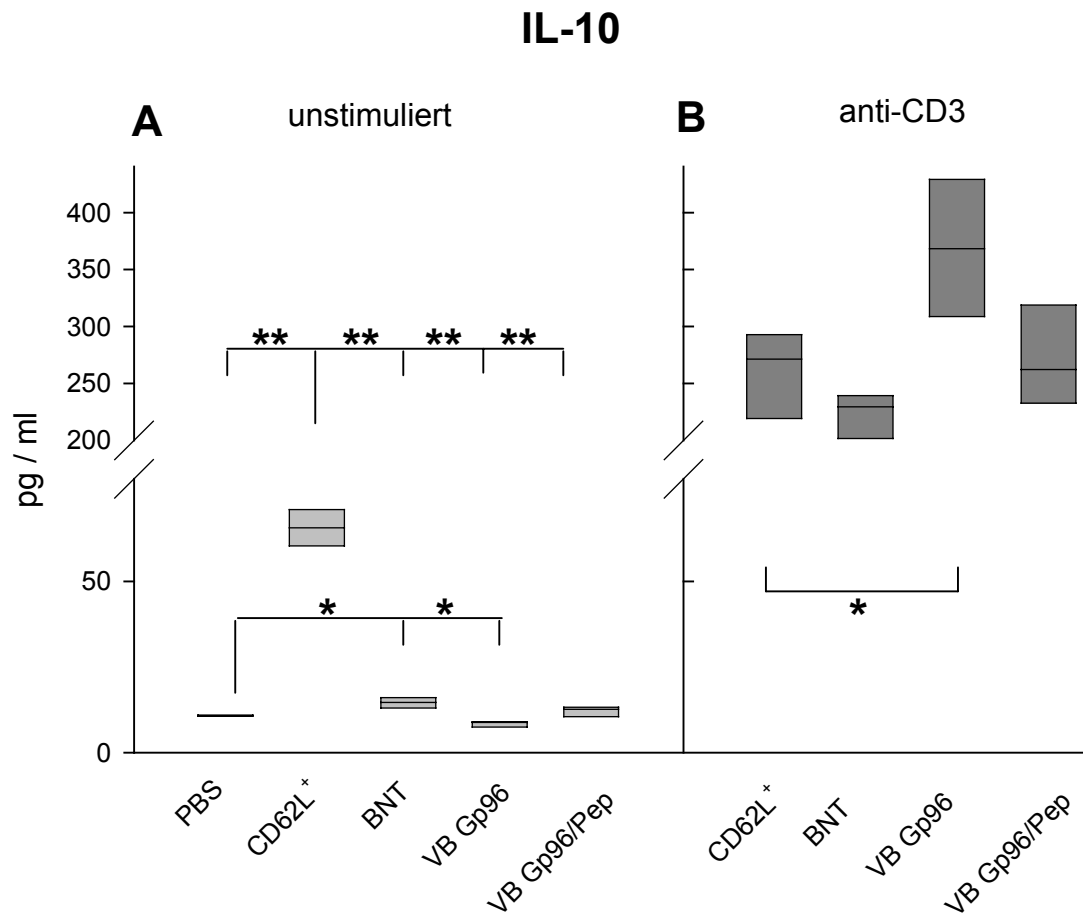 IL-10
A unstimuliert
B anti-CD3
pg / ml
400
350
300
250
200
50
0
** ** ** **
* *
*
PBS
CD62L+
BNT
VB Gp96
VB Gp96/Pep
CD62L+
BNT
VB Gp96
VB Gp96/Pep